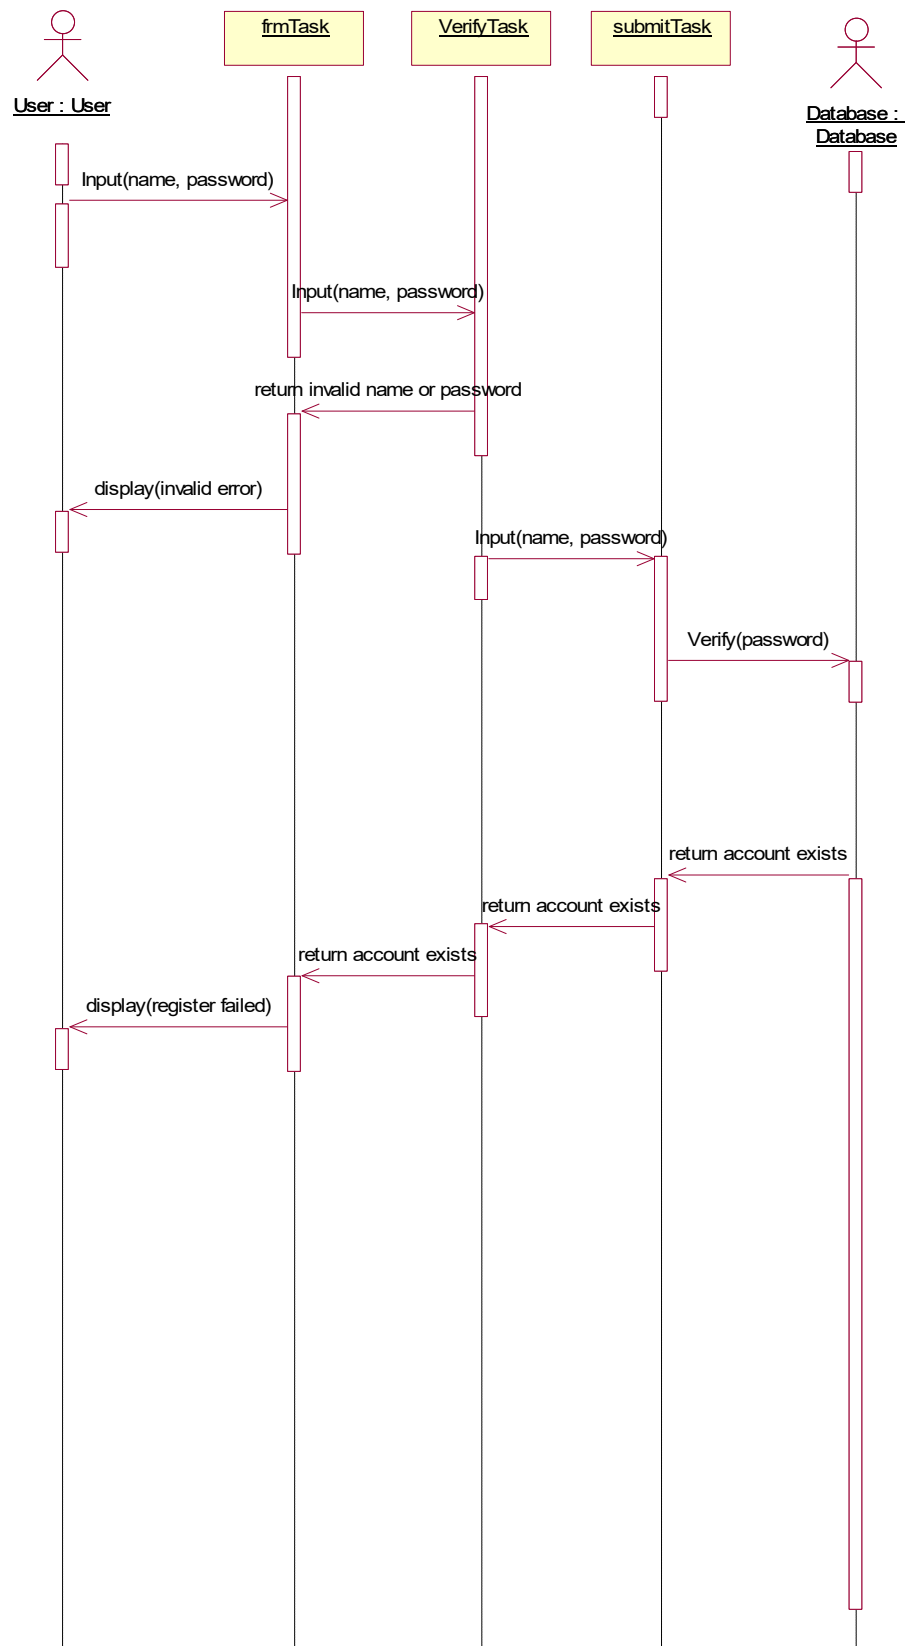 frmTask
VerifyTask
submitTask
User : User
Database :
Database
Input(name, password)
Input(name, password)
return invalid name or password
display(invalid error)
Input(name, password)
Verify(password)
return account exists
return account exists
return account exists
display(register failed)